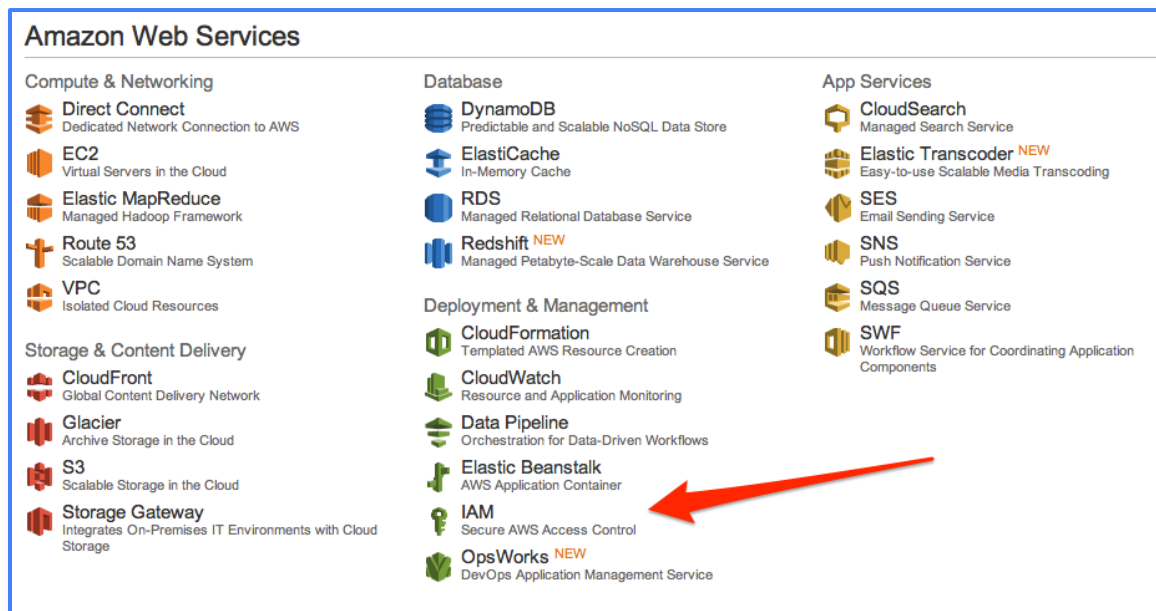 Amazon Web Services
Compute & Networking
Direct Connect
Dedicated Network Connection to AWS
EC2
Virtual Servers in the Cloud
Elastic MapReduce
Managed Hadoop Framework
Route 53
Scalable Domain Name System
VPC
Isolated Cloud Resources
Storage & Content Delivery
CloudFront
Global Content Delivery Network
Glacier
Archive Storage in the Cloud
S3
Scalable Storage in the Cloud
Storage Gateway
Integrates On-Premises IT Environments with Cloud
Storage
Database
DynamoDB
Predictable and Scalable NoSQL Data Store
ElastiCache
In-Memory Cache
RDS
Managed Relational Database Service
Redshift NEW
Managed Petabyte-Scale Data Warehouse Service
Deployment & Management
CloudFormation
Templated AWS Resource Creation
CloudWatch
Resource and Application Monitoring
Data Pipeline
Orchestration for Data-Driven Workflows
Elastic Beanstalk
AWS Application Container
IAM
Secure AWS Access Control
OpsWorks NEW
DevOps Application Management Service
App Services
CloudSearch
Managed Search Service
Elastic Transcoder NEW
Easy-to-use Scalable Media Transcoding
SES
Email Sending Service
SNS
Push Notification Service
SQS
Message Queue Service
SWF
Workflow Service for Coordinating Application
Components